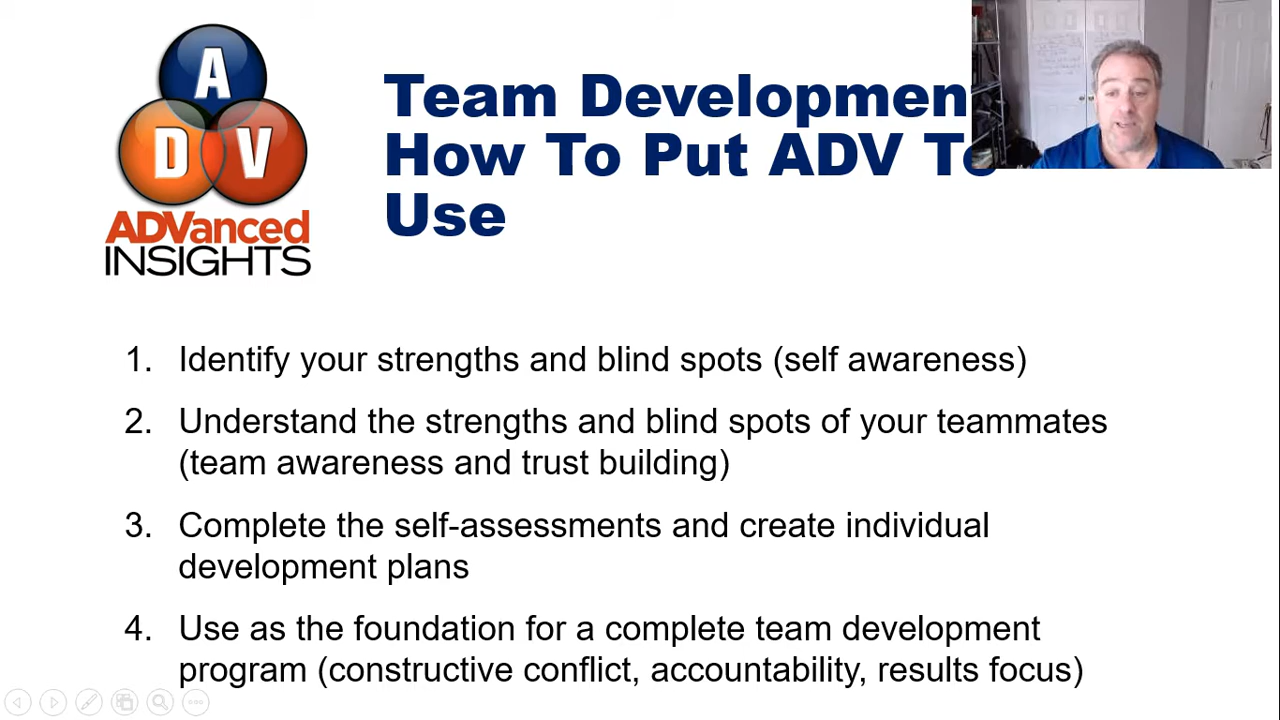 A
D V
ADVanced
INSIGHTS
Team Developmen
How To Put ADV To
Use
1. Identify your strengths and blind spots (self awareness)
2. Understand the strengths and blind spots of your teammates
(team awareness and trust building)
3. Complete the self-assessments and create individual
development plans
4. Use as the foundation for a complete team development
program (constructive conflict, accountability, results focus)